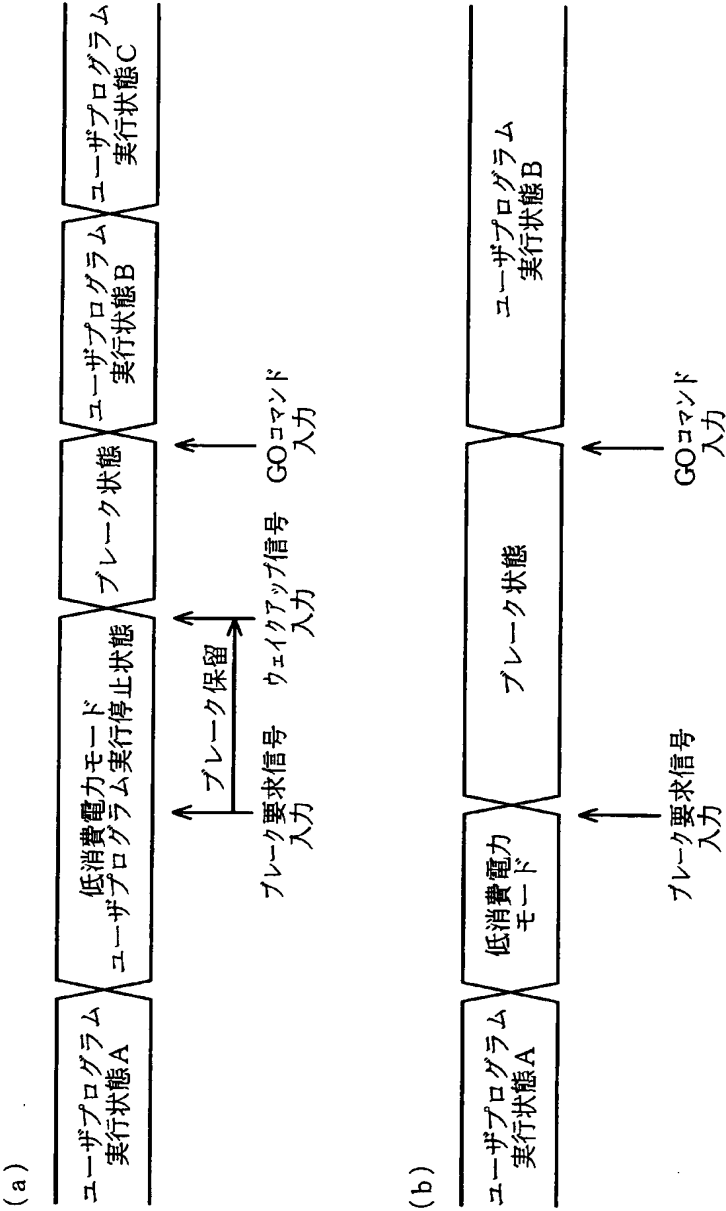 (a)
ユーザプログラム
実行状態A
低消費電力モード
ユーザプログラム実行停止状態
ブレーク状態
ユーザプログラム
実行状態B
ユーザプログラム
実行状態C
ブレーク保留
ブレーク要求信号
入力
ウェイクアップ信号
入力
GOコマンド
入力
(b)
ユーザプログラム
実行状態A
低消費電力
モード
ブレーク状態
ユーザプログラム
実行状態B
ブレーク要求信号
入力
GOコマンド
入力